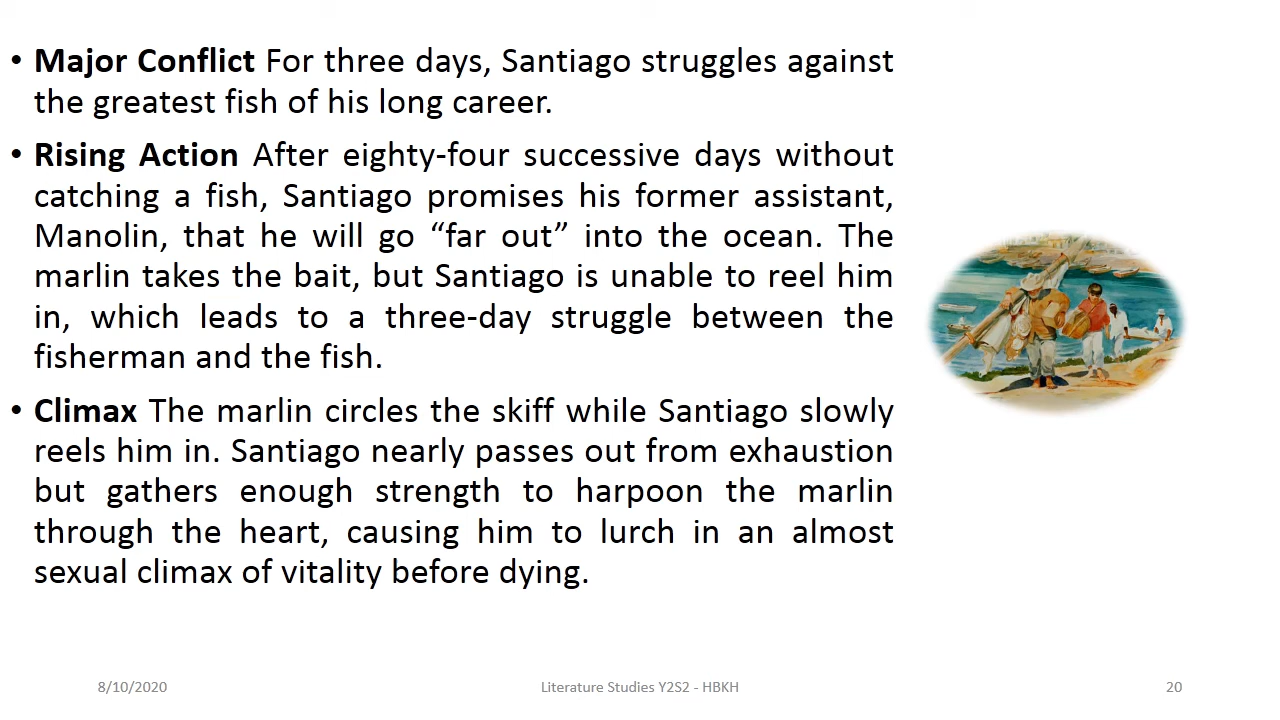 • Major Conflict For three days, Santiago struggles against
the greatest fish of his long career.
• Rising Action After eighty-four successive days without
catching a fish, Santiago promises his former assistant,
Manolin, that he will go “far out” into the ocean. The
marlin takes the bait, but Santiago is unable to reel him
in, which leads to a three-day struggle between the
fisherman and the fish.
• Climax The marlin circles the skiff while Santiago slowly
reels him in. Santiago nearly passes out from exhaustion
but gathers enough strength to harpoon the marlin
through the heart, causing him to lurch in an almost
sexual climax of vitality before dying.
8/10/2020
Literature Studies Y2S2 - HBKH
20